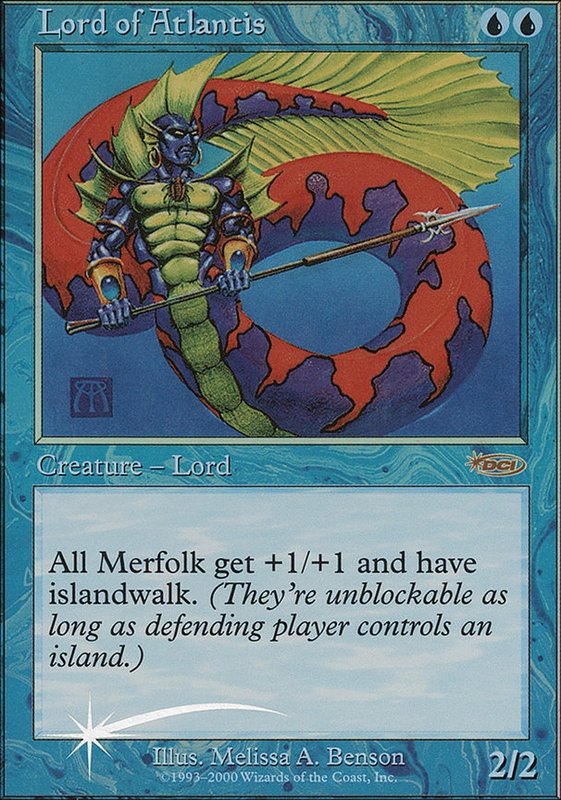 Lord of Atlantis
Creature – Lord
DCI
All Merfolk get +1/+1 and have
islandwalk. (They're unblockable as
long as defending player controls an
island.)
Illus. Melissa A. Benson
©1993–2000 Wizards of the Coast, Inc.
2/2